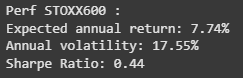 Perf STOXX600 :
Expected annual return: 7.74%
Annual volatility: 17.55%
Sharpe Ratio: 0.44